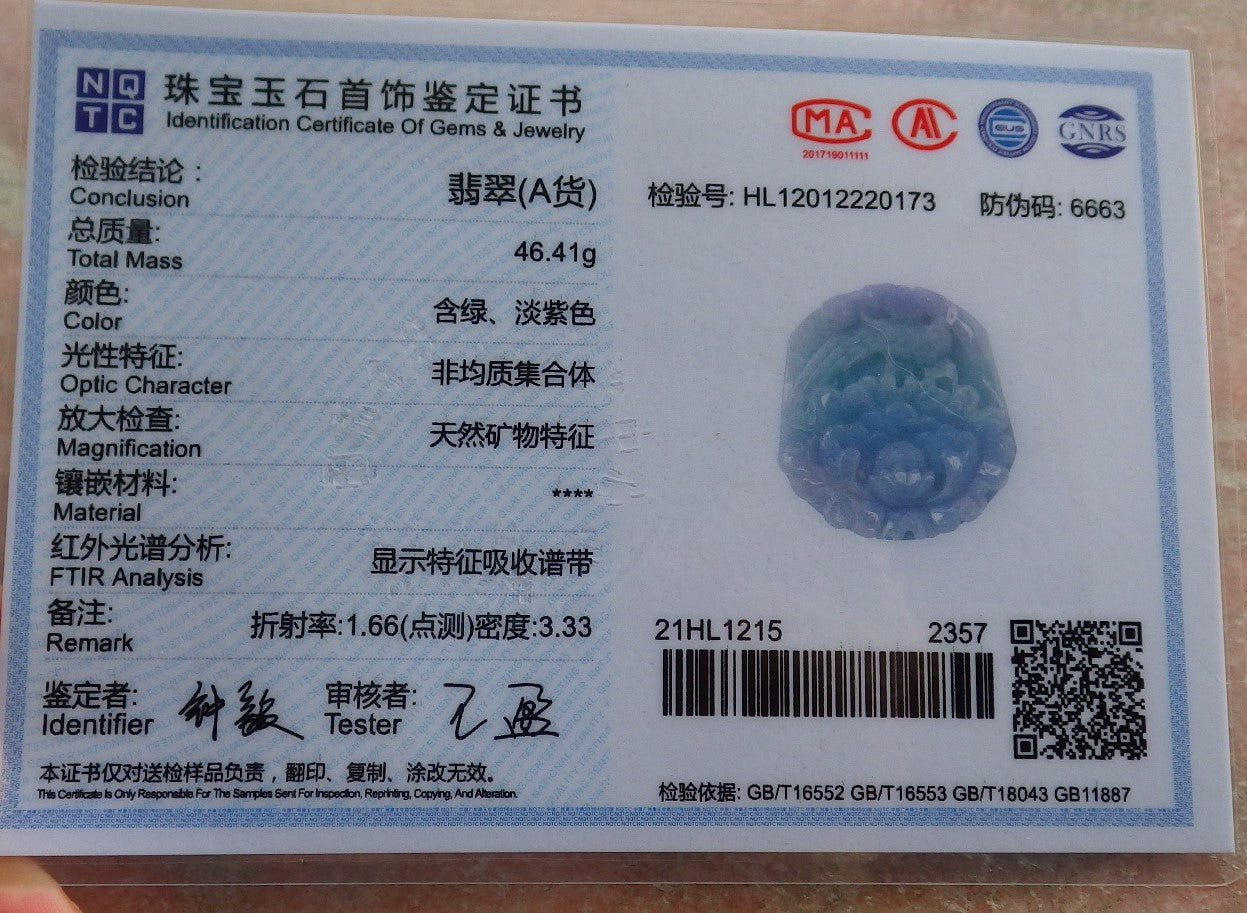 NQTC
珠宝玉石首饰鉴定证书
Identification Certificate Of Gems & Jewelry
检验结论：
Conclusion
翡翠(A货)
总质量:
Total Mass
46.41g
颜色:
Color
含绿、淡紫色
光性特征:
Optic Character
非均质集合体
放大检查:
Magnification
天然矿物特征
镶嵌材料:
Material
****
红外光谱分析:
FTIR Analysis
显示特征吸收谱带
备注:
Remark
折射率:1.66(点测)密度:3.33
鉴定者:
Identifier
审核者:
Tester
本证书仅对送检样品负责，翻印、复制、涂改无效。
This Certificate Is Only Responsible For The Samples Sent For Inspection, Reprinting, Copying, And Alteration.
MA
201719011111
GNRS
检验号: HL12012220173
防伪码: 6663
21HL1215
2357
检验依据: GB/T16552 GB/T16553 GB/T18043 GB11887